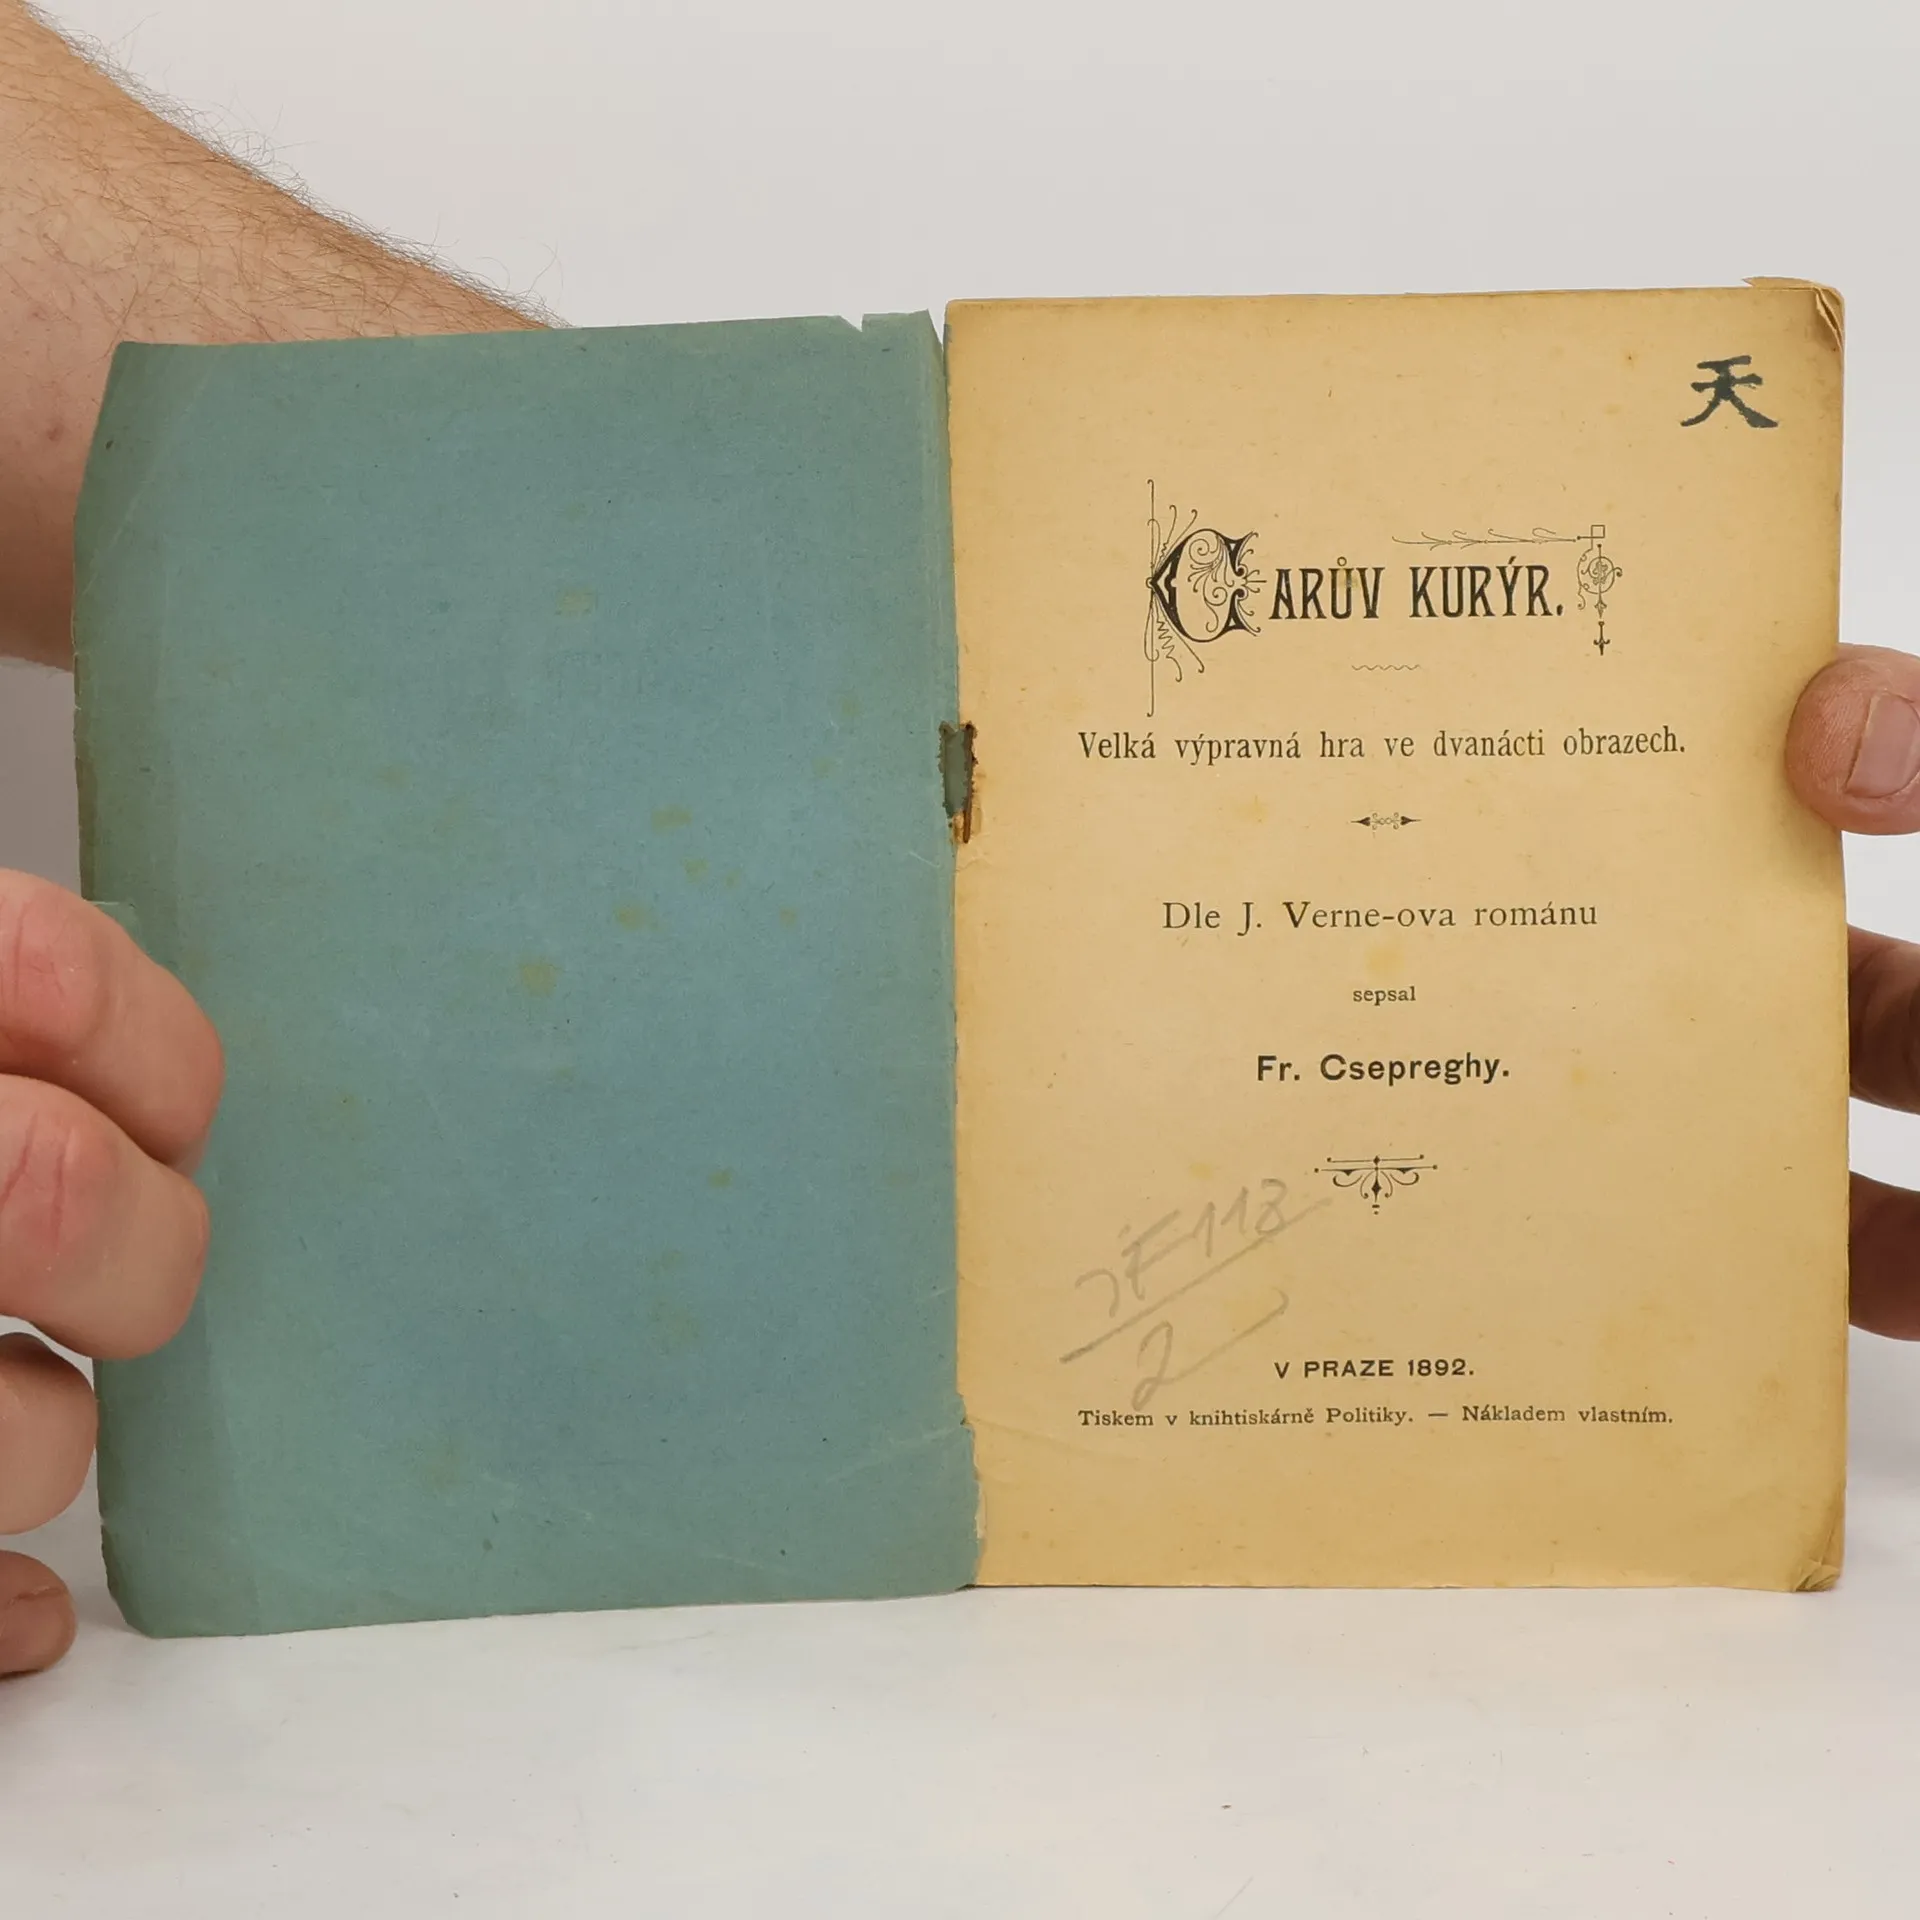 天
CARŮV KURÝR.
Velká výpravná hra ve dvanácti obrazech.
Dle J. Verne-ova románu
sepsal
Fr. Csepreghy.
2
V PRAZE 1892.
Tiskem v knihtiskárně Politiky. — Nákladem vlastním.